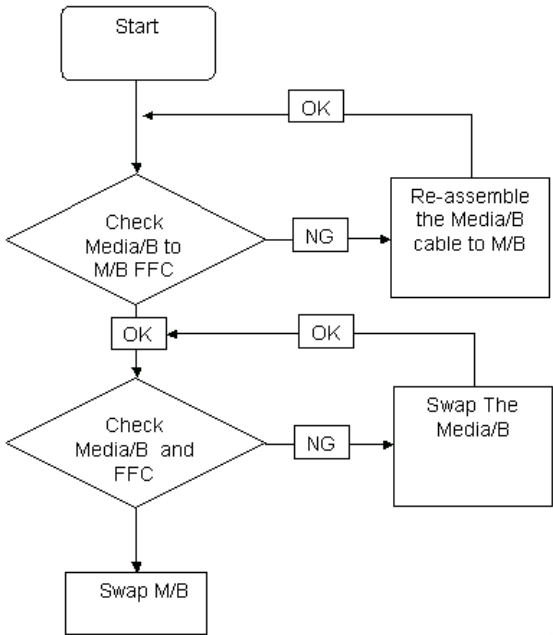 Start
OK
Check
Media/B to
M/B FFC
NG
Re-assemble
the Media/B
cable to M/B
OK
OK
Check
Media/B and
FFC
NG
Swap The
Media/B
Swap M/B